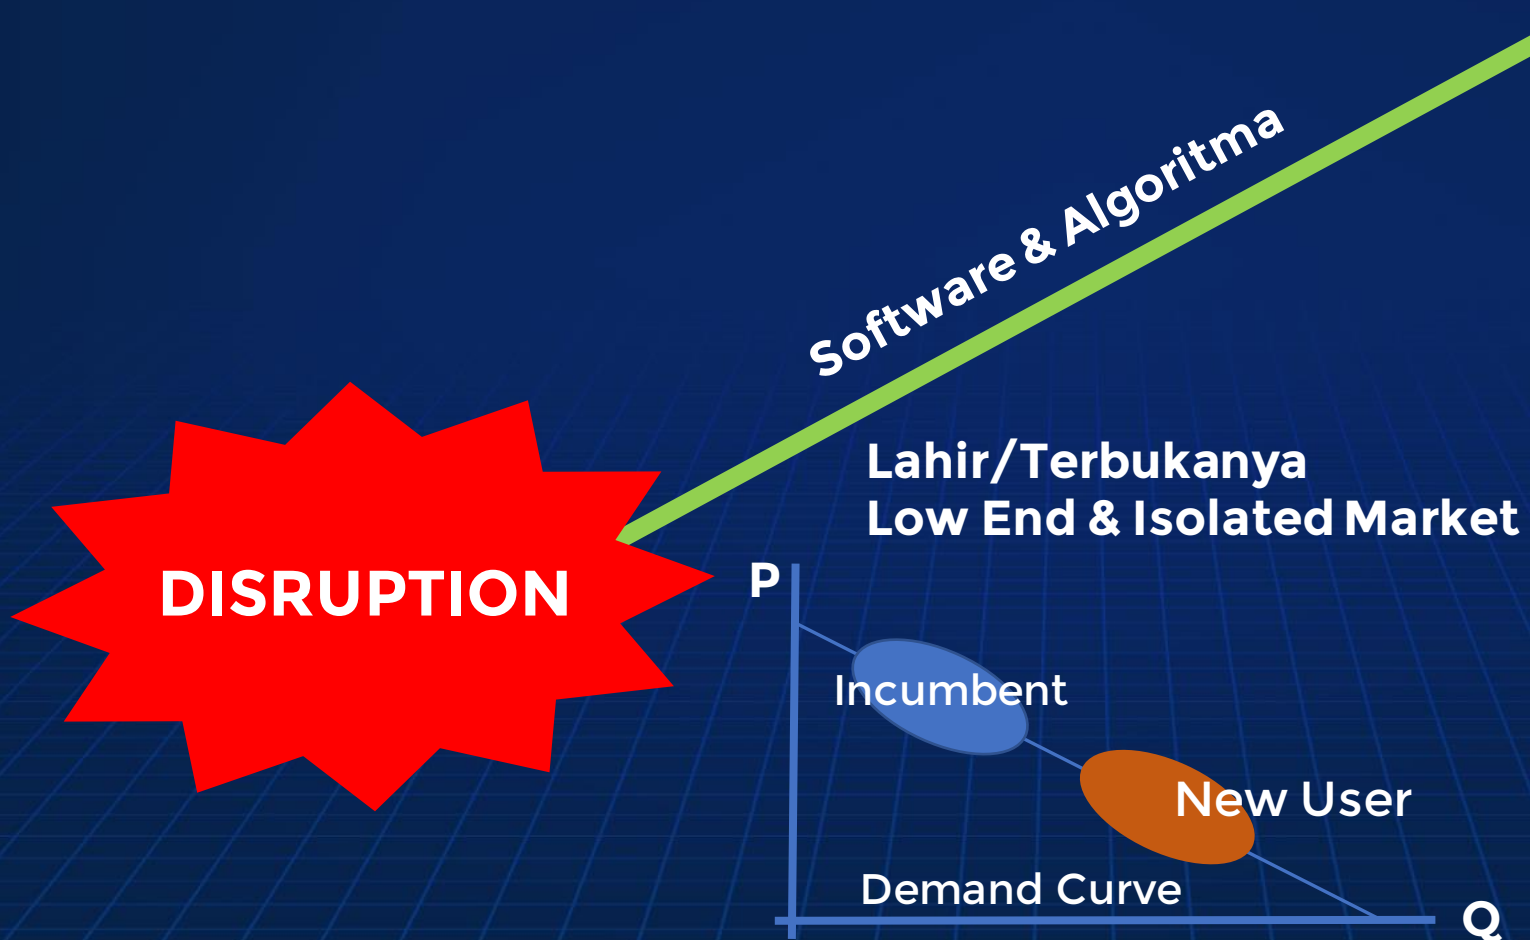 Software & Algoritma
Lahir/Terbukanya
Low End & Isolated Market
DISRUPTION
P
Incumbent
New User
Demand Curve
Q